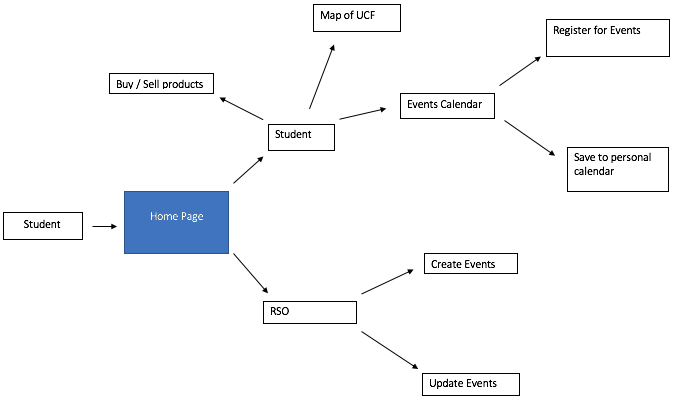 Map of UCF
Register for Events
Buy / Sell products
Events Calendar
Student
Save to personal
calendar
Student
Home Page
Create Events
RSO
Update Events